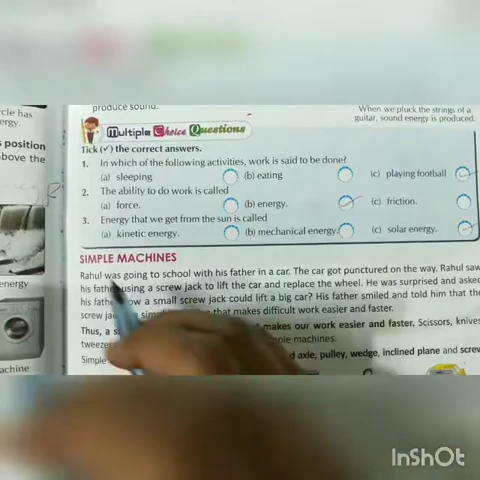 produce sound.
When we pluck the strings of a
guitar, sound energy is produced.
cle has
ergy.
position
bove the
energy
achine
Multiple Choice Questions
Tick (✓) the correct answers.
1. In which of the following activities, work is said to be done?
(a) sleeping (b) eating (c) playing football
2. The ability to do work is called
(a) force. (b) energy. (c) friction.
3. Energy that we get from the sun is called
(a) kinetic energy. (b) mechanical energy. (c) solar energy.
SIMPLE MACHINES
Rahul was going to school with his father in a car. The car got punctured on the way. Rahul saw
his father using a screw jack to lift the car and replace the wheel. He was surprised and asked
his father how a small screw jack could lift a big car? His father smiled and told him that the
screw jack a simple that makes difficult work easier and faster.
Thus, a makes our work easier and faster. Scissors, knives
tweezers machines.
Simple axle, pulley, wedge, inclined plane and screw
InShOt